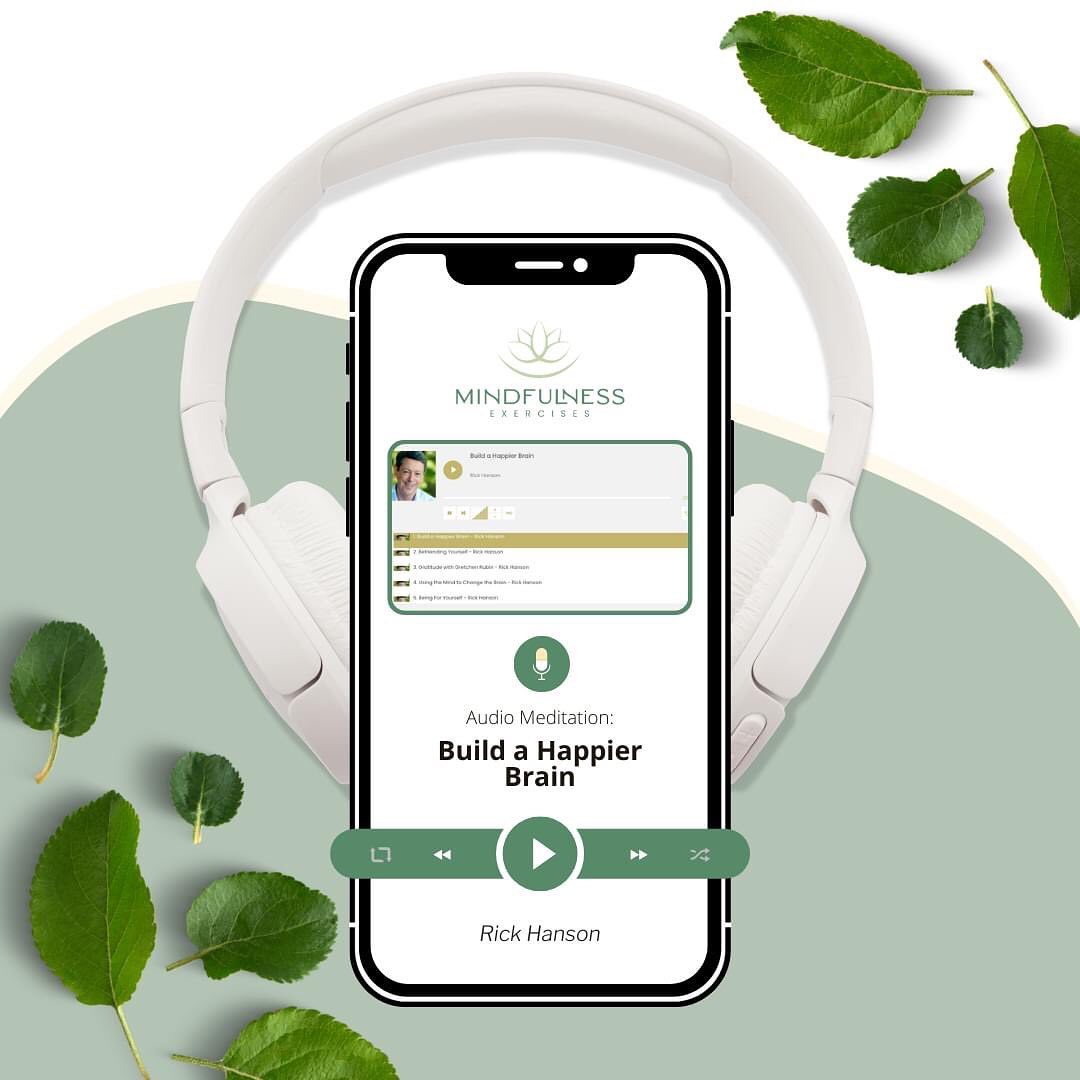 MINDFULNESS
EXERCISES
Build a Happier Brain
Rick Hanson
1. Build a Happier Brain - Rick Hanson
2. Befriending Yourself - Rick Hanson
3. Gratitude with Gretchen Rubin - Rick Hanson
4. Using the Mind to Change the Brain - Rick Hanson
5. Being For Yourself - Rick Hanson
Audio Meditation:
Build a Happier
Brain
Rick Hanson